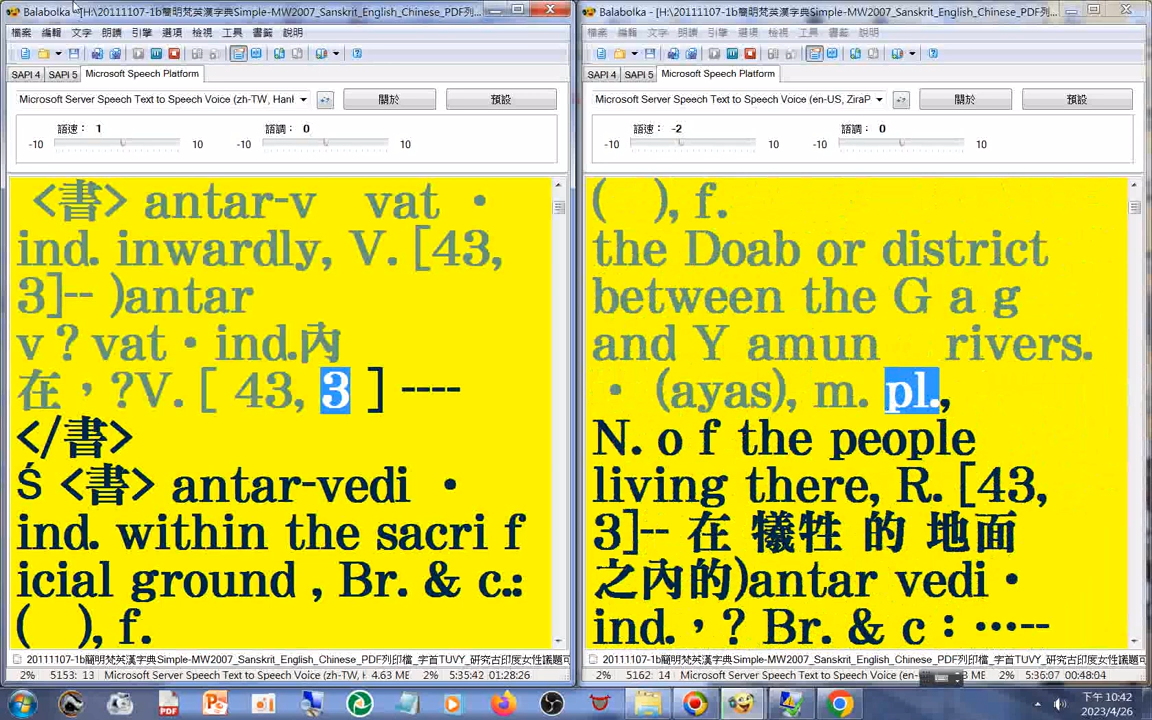 Balabolka - [H:\20111107-1b簡明梵英漢字典Simple-MW2007_Sanskrit_English_Chinese_PDF列...
檔案 編輯 文字 朗讀 引擎 選項 檢視 工具 書籤 說明
SAPI 4 SAPI 5 Microsoft Speech Platform
Microsoft Server Speech Text to Speech Voice (zh-TW, Hanl
關於 預設
語速： 1 語調： 0
-10 10 -10 10
<書> antar-v vat •
ind. inwardly, V. [43,
3]-- )antar
v ? vat • ind.內
在，?V. [ 43, 3 ] ----
</書>
Ś <書> antar-vedi •
ind. within the sacri f
icial ground , Br. & c.:
( ), f.
20111107-1b簡明梵英漢字典Simple-MW2007_Sanskrit_English_Chinese_PDF列印檔_字首TUVY_研究古印度女性議題可
2% 5153: 13 Microsoft Server Speech Text to Speech Voice (zh-TW, H 4.63 ME 2% 5:35:42 01:28:26
Balabolka - [H:\20111107-1b簡明梵英漢字典Simple-MW2007_Sanskrit_English_Chinese_PDF列印...
檔案 編輯 文字 朗讀 引擎 選項 檢視 工具 書籤 說明
SAPI 4 SAPI 5 Microsoft Speech Platform
Microsoft Server Speech Text to Speech Voice (en-US, ZiraP
關於 預設
語速： -2 語調： 0
-10 10 -10 10
( ), f.
the Doab or district
between the G a g
and Y amun rivers.
• (ayas), m. pl.,
N. o f the people
living there, R. [43,
3]-- 在 犧牲 的 地面
之內的)antar vedi •
ind.，? Br. & c：…--
20111107-1b簡明梵英漢字典Simple-MW2007_Sanskrit_English_Chinese_PDF列印檔_字首TUVY_研究古印度女性議題可
2% 5162: 14 Microsoft Server Speech Text to Speech Voice (en-US ME 2% 5:36:07 00:48:04
下午 10:42
2023/4/26